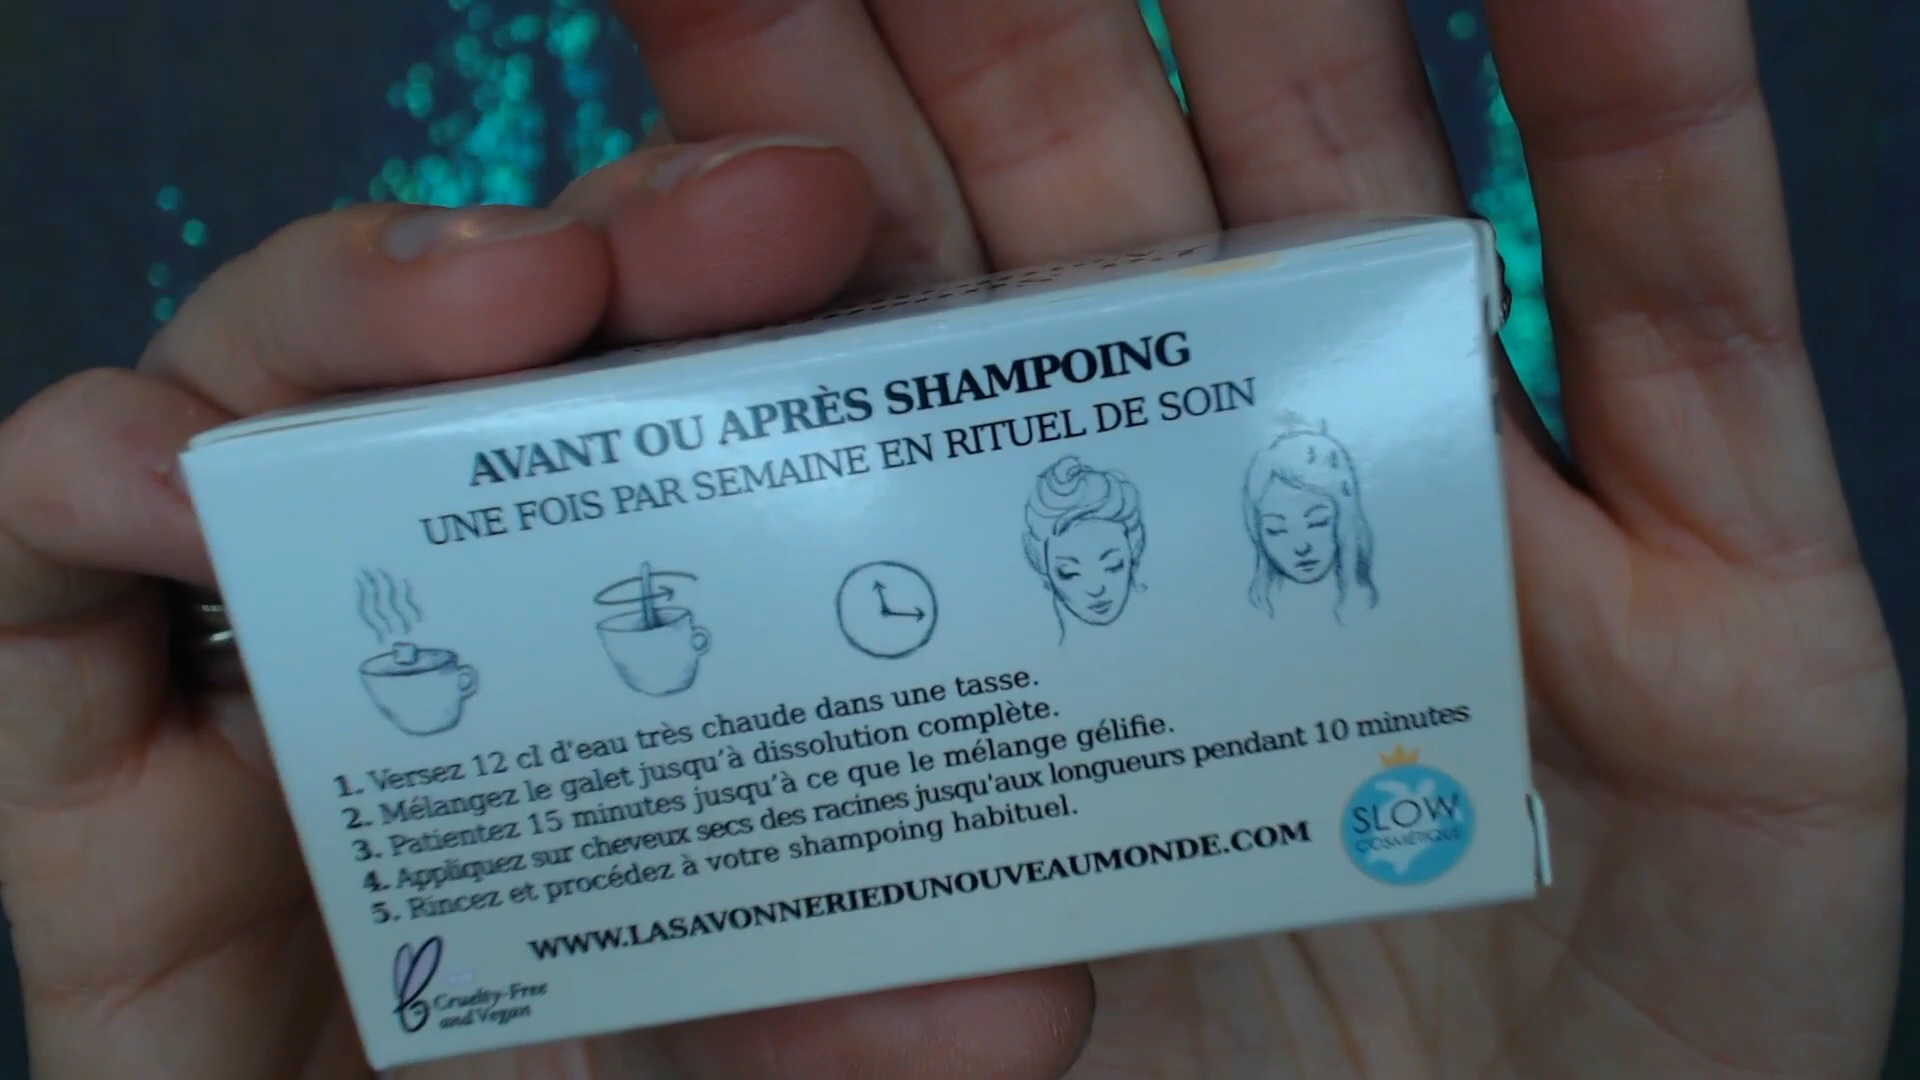 AVANT OU APRÈS SHAMPOING
UNE FOIS PAR SEMAINE EN RITUEL DE SOIN
1. Versez 12 cl d'eau très chaude dans une tasse.
2. Mélangez le galet jusqu'à dissolution complète.
3. Patientez 15 minutes jusqu'à ce que le mélange gélifie.
4. Appliquez sur cheveux secs des racines jusqu'aux longueurs pendant 10 minutes
5. Rincez et procédez à votre shampoing habituel.
WWW.LASAVONNERIEDUNOUVEAUMONDE.COM
SLOW
COSMÉTIQUE
Cruelty-Free
and Vegan